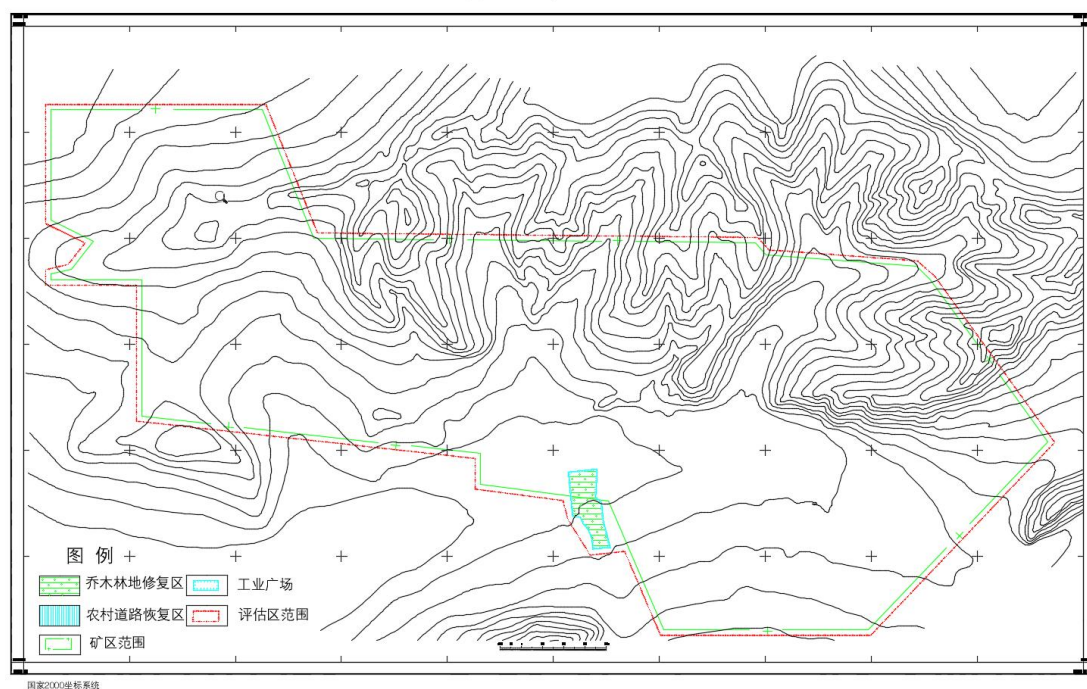 图 例
乔木林地修复区 工业广场
农村道路恢复区 评估区范围
矿区范围
国家2000坐标系统